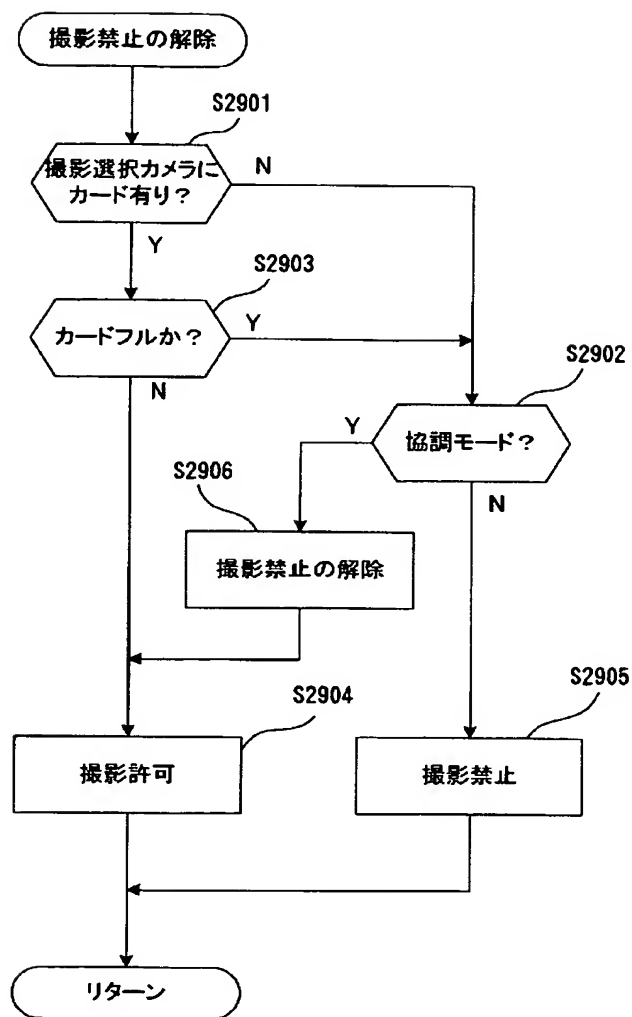 撮影禁止の解除
S2901
撮影選択カメラに
カード有り？
N
Y
S2903
カードフルか？
Y
N
S2902
協調モード？
Y
N
S2906
撮影禁止の解除
S2904
撮影許可
S2905
撮影禁止
リターン